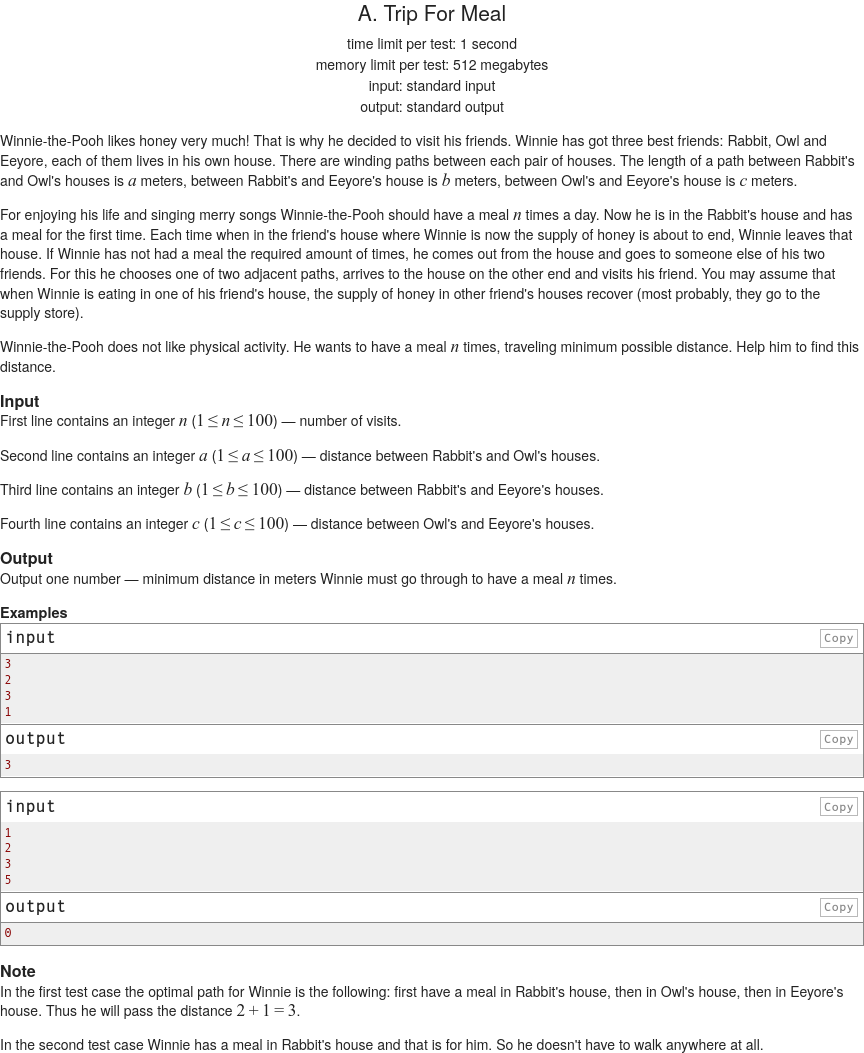 A. Trip For Meal
time limit per test: 1 second
memory limit per test: 512 megabytes
input: standard input
output: standard output
Winnie-the-Pooh likes honey very much! That is why he decided to visit his friends. Winnie has got three best friends: Rabbit, Owl and
Eeyore, each of them lives in his own house. There are winding paths between each pair of houses. The length of a path between Rabbit's
and Owl's houses is a meters, between Rabbit's and Eeyore's house is b meters, between Owl's and Eeyore's house is c meters.
For enjoying his life and singing merry songs Winnie-the-Pooh should have a meal n times a day. Now he is in the Rabbit's house and has
a meal for the first time. Each time when in the friend's house where Winnie is now the supply of honey is about to end, Winnie leaves that
house. If Winnie has not had a meal the required amount of times, he comes out from the house and goes to someone else of his two
friends. For this he chooses one of two adjacent paths, arrives to the house on the other end and visits his friend. You may assume that
when Winnie is eating in one of his friend's house, the supply of honey in other friend's houses recover (most probably, they go to the
supply store).
Winnie-the-Pooh does not like physical activity. He wants to have a meal n times, traveling minimum possible distance. Help him to find this
distance.
Input
First line contains an integer n (1 ≤ n ≤ 100) — number of visits.
Second line contains an integer a (1 ≤ a ≤ 100) — distance between Rabbit's and Owl's houses.
Third line contains an integer b (1 ≤ b ≤ 100) — distance between Rabbit's and Eeyore's houses.
Fourth line contains an integer c (1 ≤ c ≤ 100) — distance between Owl's and Eeyore's houses.
Output
Output one number — minimum distance in meters Winnie must go through to have a meal n times.
Examples
input Copy
3
2
3
1
output Copy
3
input Copy
1
2
3
5
output Copy
0
Note
In the first test case the optimal path for Winnie is the following: first have a meal in Rabbit's house, then in Owl's house, then in Eeyore's
house. Thus he will pass the distance 2 + 1 = 3.
In the second test case Winnie has a meal in Rabbit's house and that is for him. So he doesn't have to walk anywhere at all.